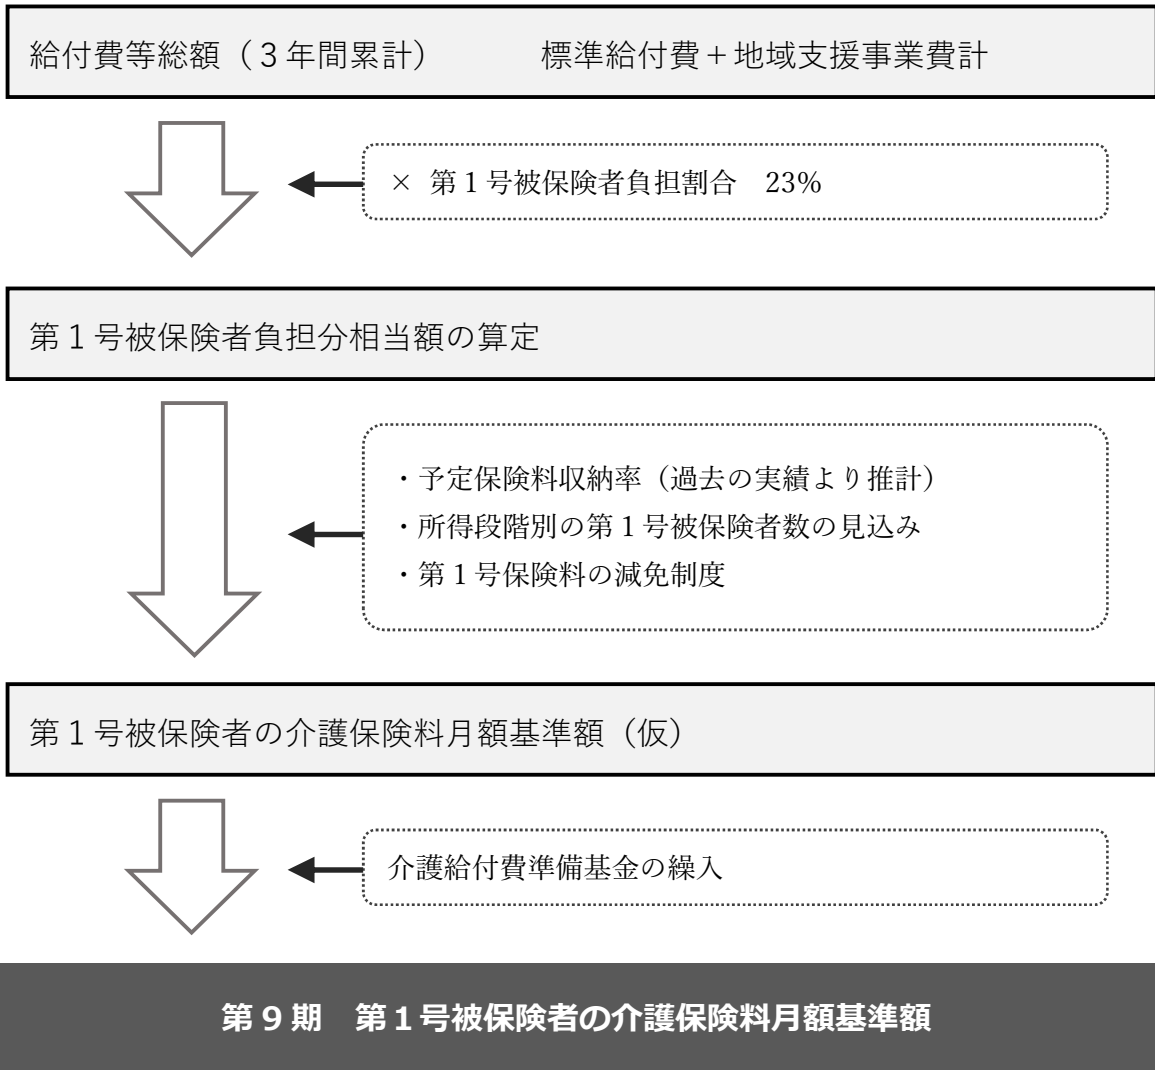 給付費等総額（３年間累計）　　　標準給付費＋地域支援事業費計
×　第１号被保険者負担割合　23%
第１号被保険者負担分相当額の算定
・予定保険料収納率（過去の実績より推計）
・所得段階別の第１号被保険者数の見込み
・第１号保険料の減免制度
第１号被保険者の介護保険料月額基準額（仮）
介護給付費準備基金の繰入
第９期　第１号被保険者の介護保険料月額基準額